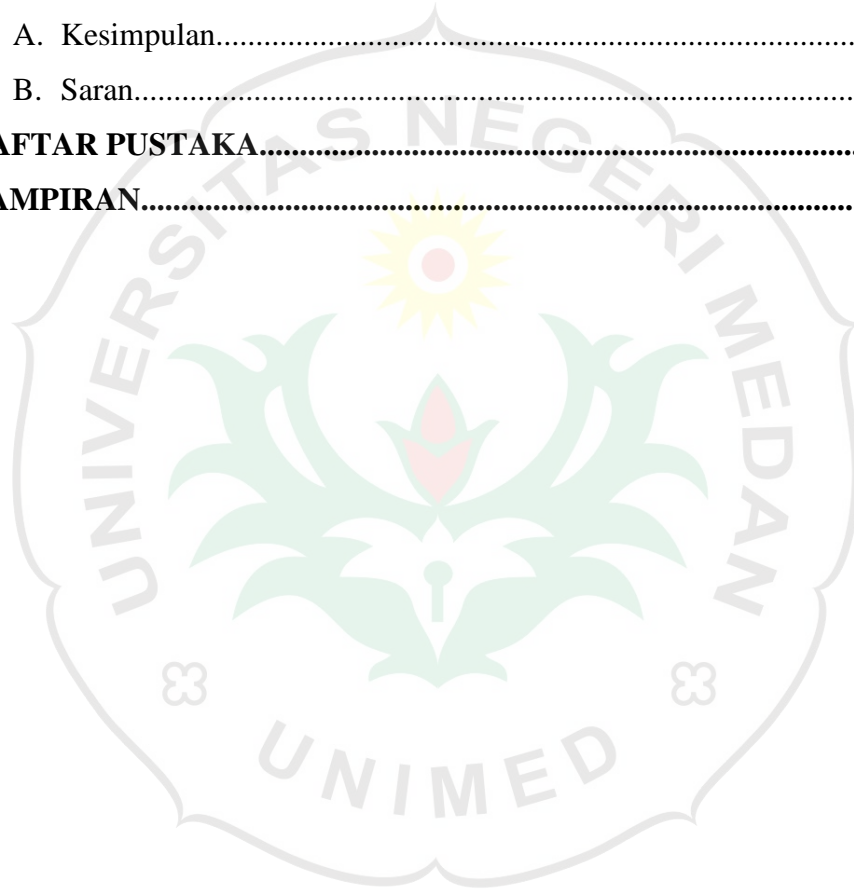 A. Kesimpulan...............................................................................
B. Saran.........................................................................................
AFTAR PUSTAKA..........................................................................
AMPIRAN........................................................................................
UNIVERSITAS NEGERI MEDAN
UNIMED